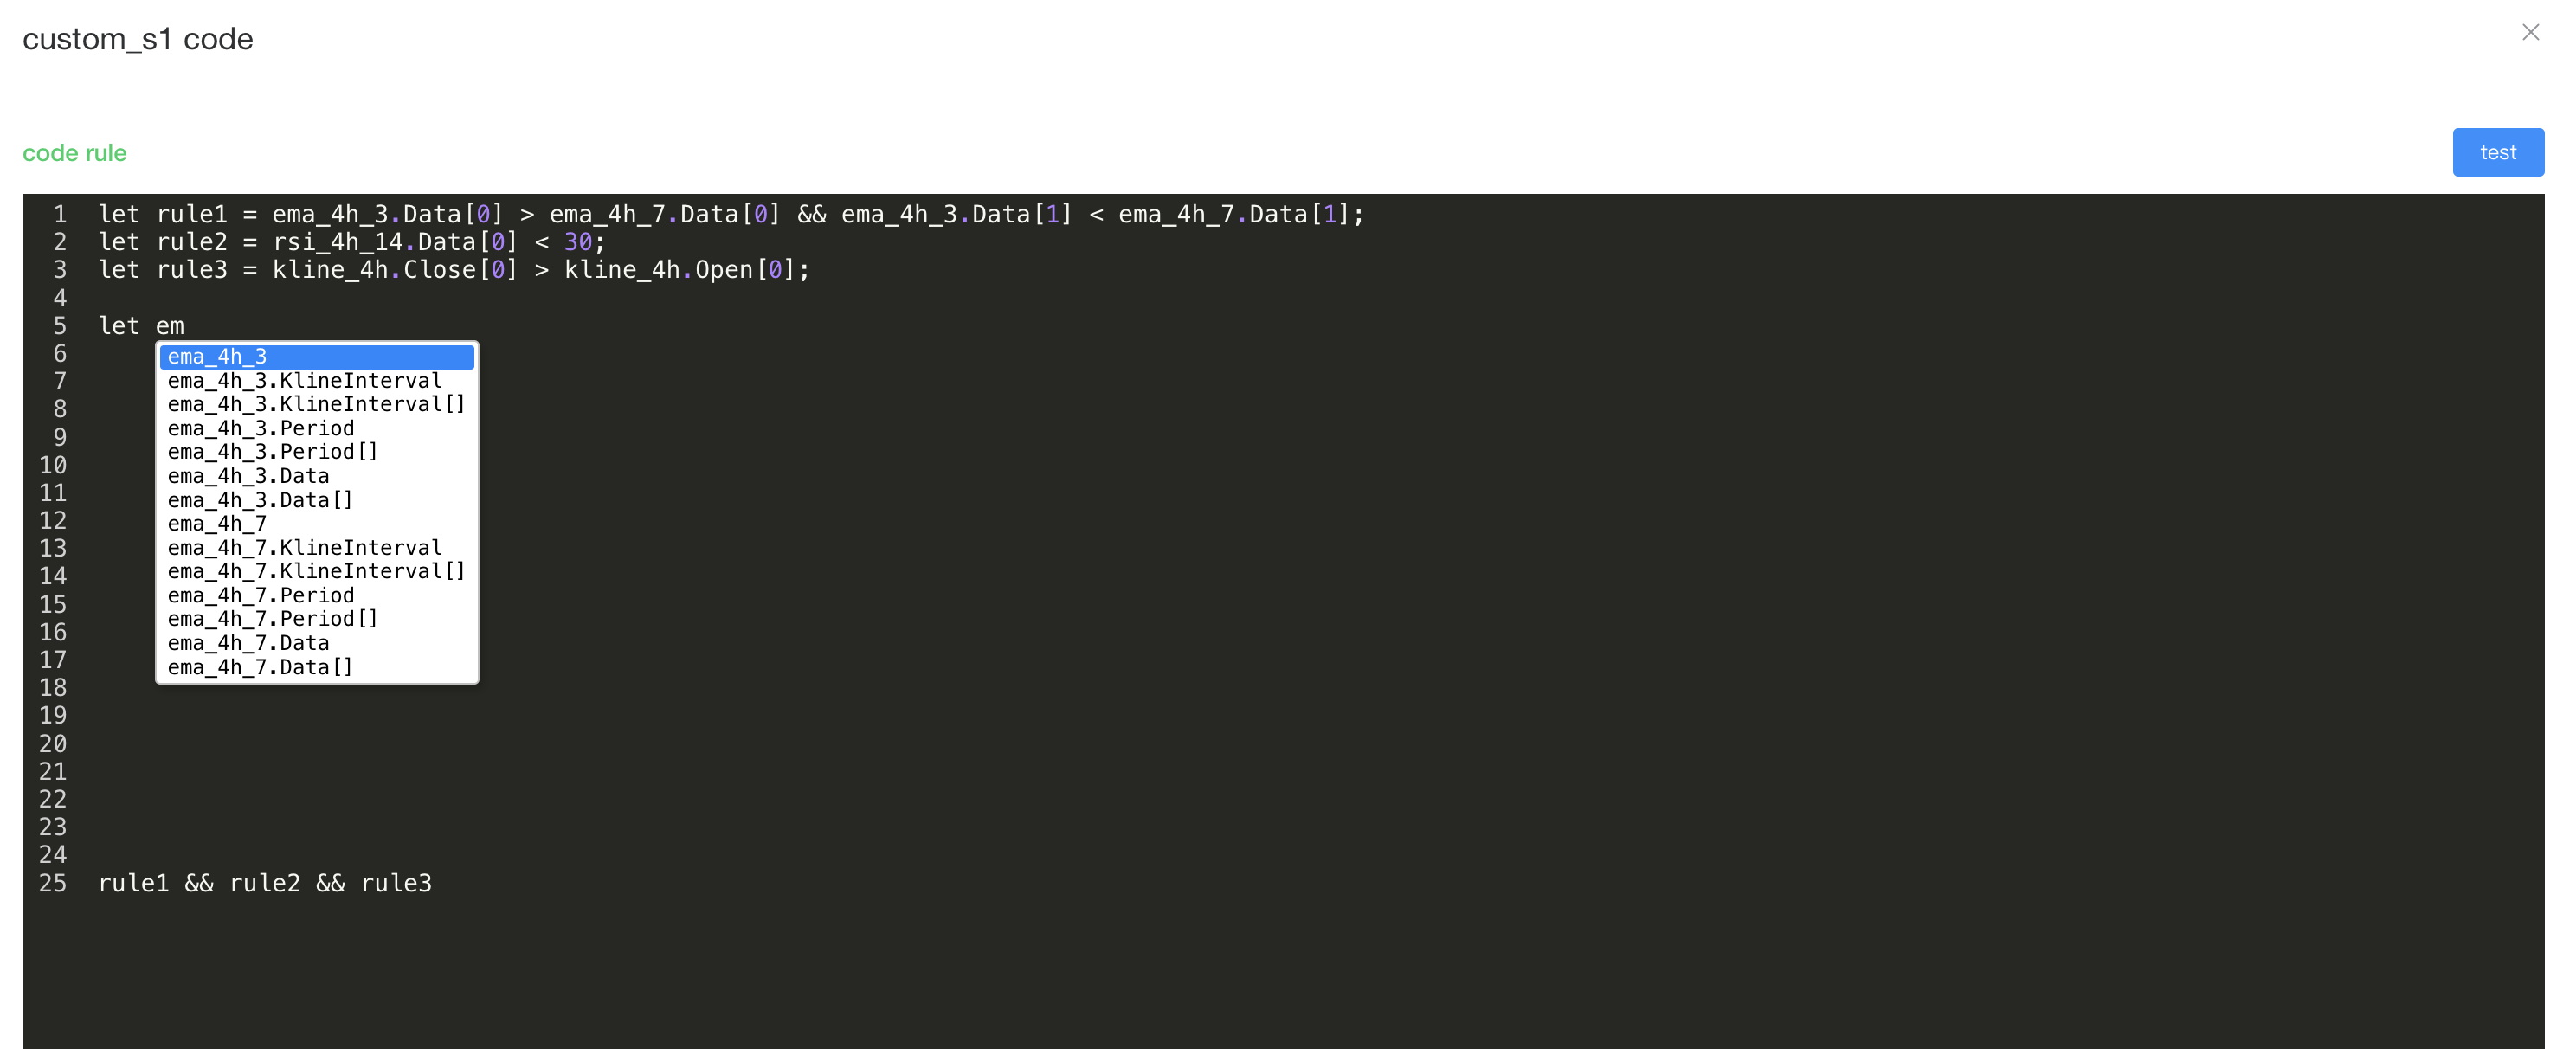 custom_s1 code
code rule
test
1 let rule1 = ema_4h_3.Data[0] > ema_4h_7.Data[0] && ema_4h_3.Data[1] < ema_4h_7.Data[1];
2 let rule2 = rsi_4h_14.Data[0] < 30;
3 let rule3 = kline_4h.Close[0] > kline_4h.Open[0];
4
5 let em
6
ema_4h_3
7
ema_4h_3.KlineInterval
8
ema_4h_3.KlineInterval[]
9
ema_4h_3.Period
ema_4h_3.Period[]
10
ema_4h_3.Data
11
ema_4h_3.Data[]
12
ema_4h_7
13
ema_4h_7.KlineInterval
14
ema_4h_7.KlineInterval[]
15
ema_4h_7.Period
16
ema_4h_7.Period[]
17
ema_4h_7.Data
ema_4h_7.Data[]
18
19
20
21
22
23
24
25 rule1 && rule2 && rule3